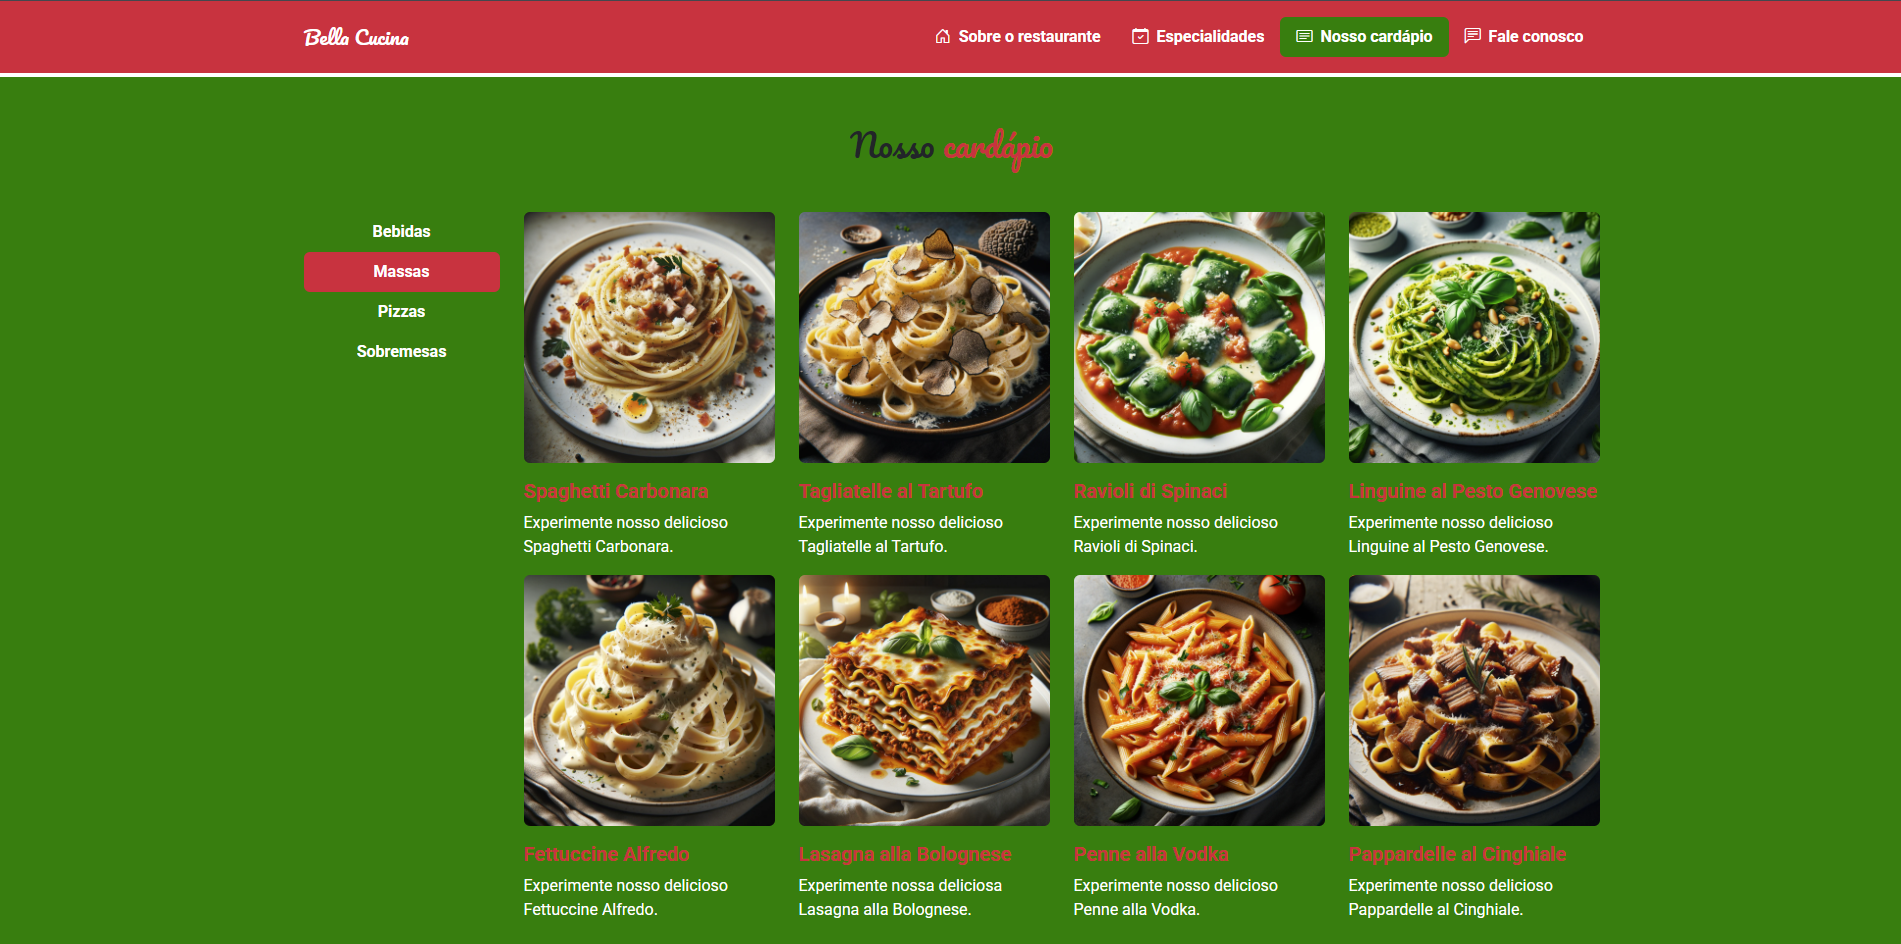 Bella Cucina
Sobre o restaurante
Especialidades
Nosso cardápio
Fale conosco
Nosso cardápio
Bebidas
Massas
Pizzas
Sobremesas
Spaghetti Carbonara
Experimente nosso delicioso
Spaghetti Carbonara.
Tagliatelle al Tartufo
Experimente nosso delicioso
Tagliatelle al Tartufo.
Ravioli di Spinaci
Experimente nosso delicioso
Ravioli di Spinaci.
Linguine al Pesto Genovese
Experimente nosso delicioso
Linguine al Pesto Genovese.
Fettuccine Alfredo
Experimente nosso delicioso
Fettuccine Alfredo.
Lasagna alla Bolognese
Experimente nossa deliciosa
Lasagna alla Bolognese.
Penne alla Vodka
Experimente nosso delicioso
Penne alla Vodka.
Pappardelle al Cinghiale
Experimente nosso delicioso
Pappardelle al Cinghiale.